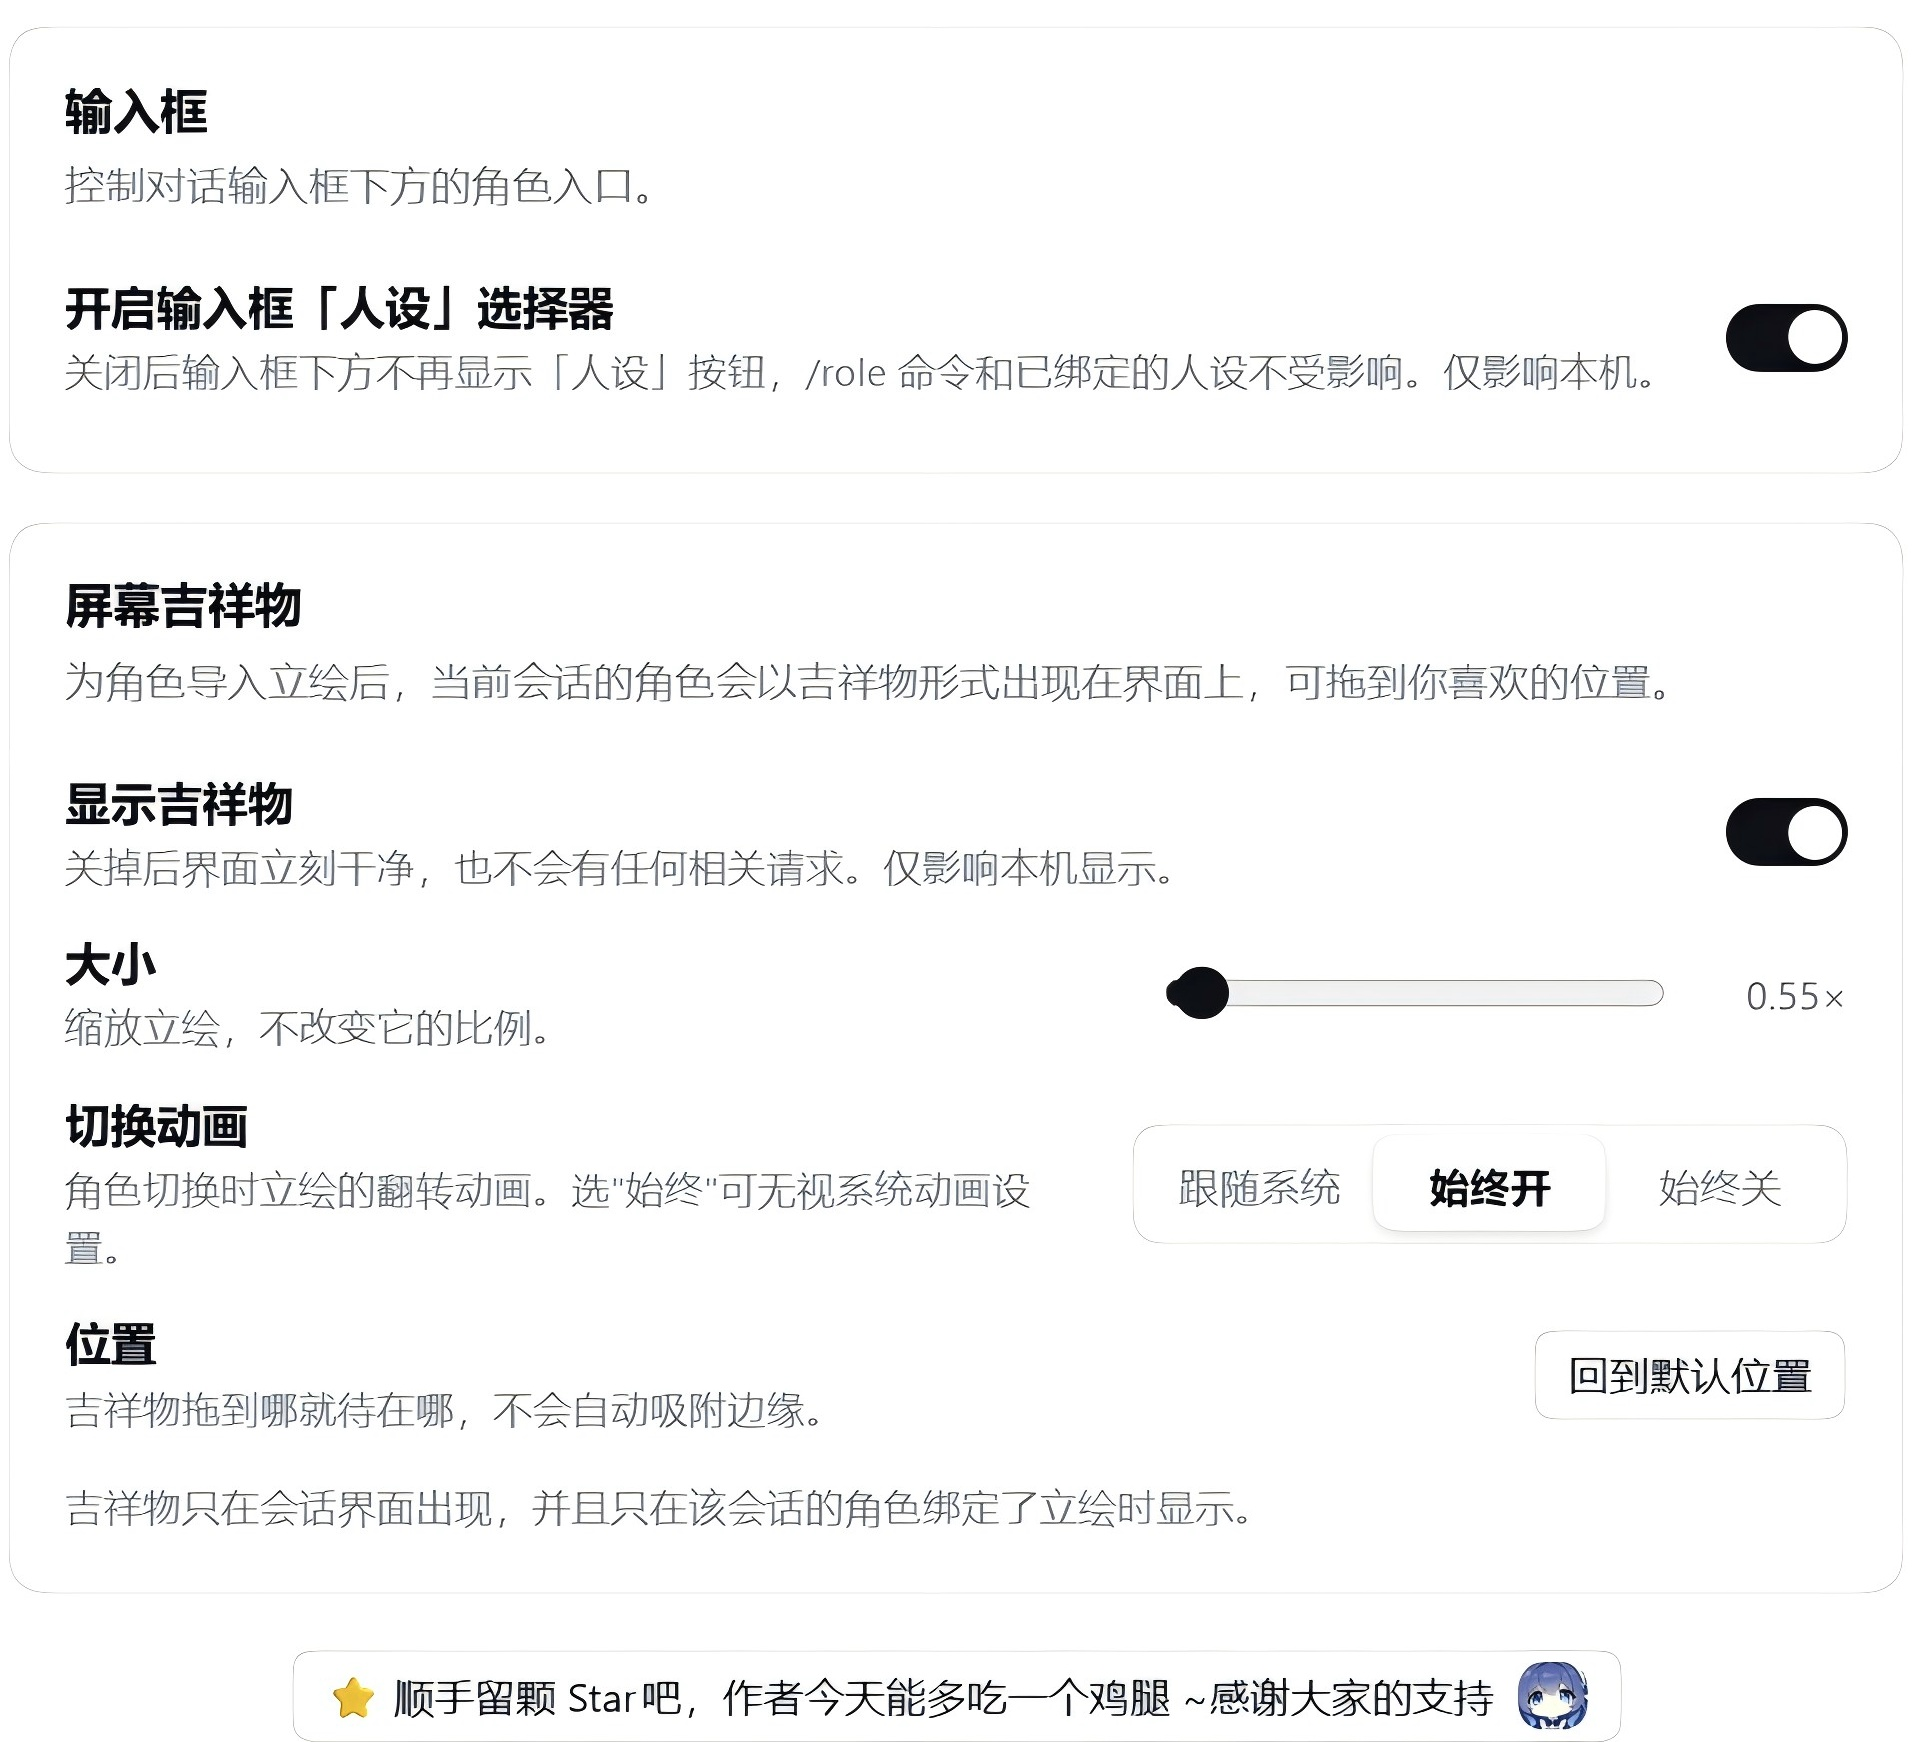 输入框
控制对话输入框下方的角色入口。
开启输入框「人设」选择器
关闭后输入框下方不再显示「人设」按钮，/role 命令和已绑定的人设不受影响。仅影响本机。
屏幕吉祥物
为角色导入立绘后，当前会话的角色会以吉祥物形式出现在界面上，可拖到你喜欢的位置。
显示吉祥物
关掉后界面立刻干净，也不会有任何相关请求。仅影响本机显示。
大小
缩放立绘，不改变它的比例。
0.55×
切换动画
角色切换时立绘的翻转动画。选"始终"可无视系统动画设
置。
跟随系统 始终开 始终关
位置
吉祥物拖到哪就待在哪，不会自动吸附边缘。
回到默认位置
吉祥物只在会话界面出现，并且只在该会话的角色绑定了立绘时显示。
顺手留颗 Star吧，作者今天能多吃一个鸡腿 ~感谢大家的支持